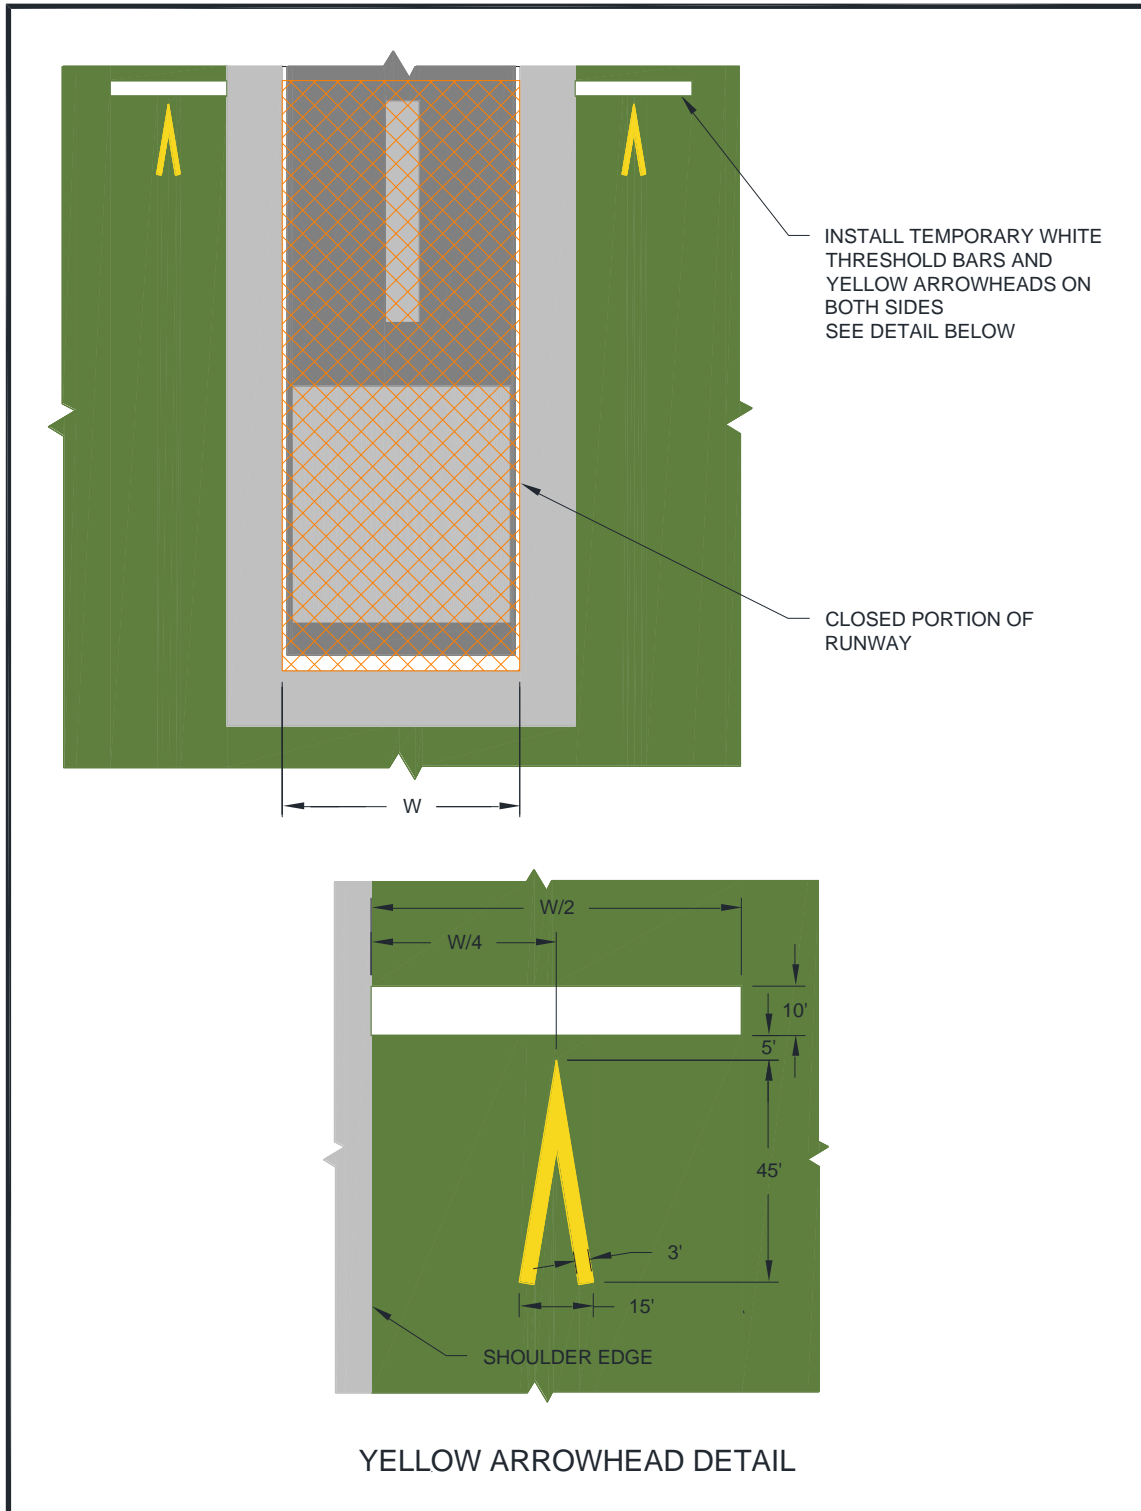 INSTALL TEMPORARY WHITE
THRESHOLD BARS AND
YELLOW ARROWHEADS ON
BOTH SIDES
SEE DETAIL BELOW
CLOSED PORTION OF
RUNWAY
W
W/2
W/4
10'
5'
45'
3'
15'
SHOULDER EDGE
YELLOW ARROWHEAD DETAIL